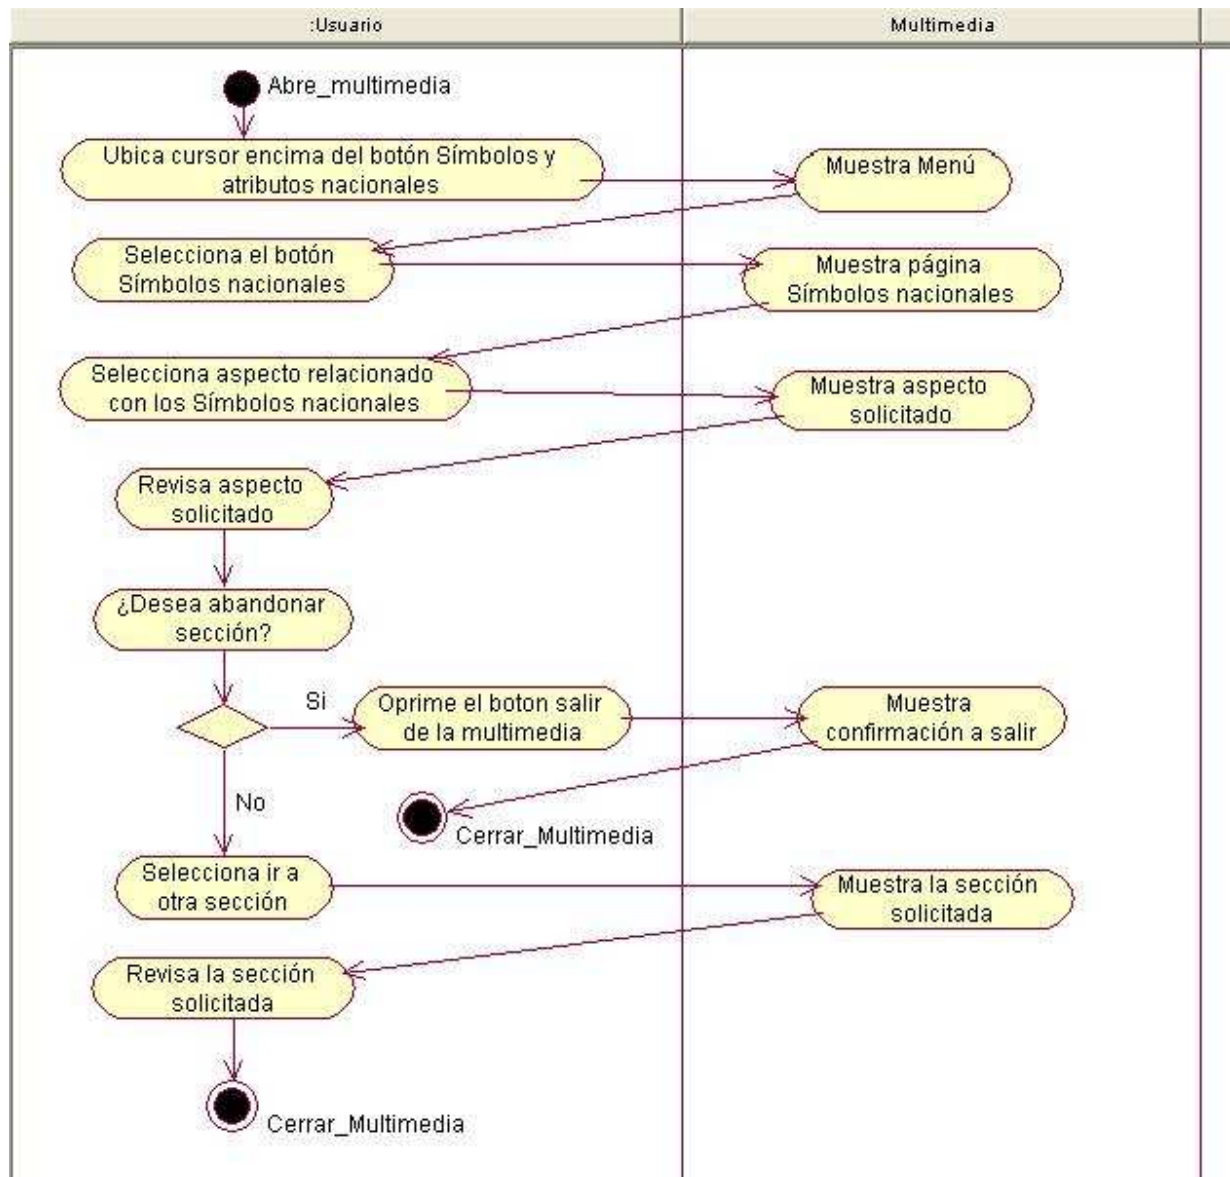 :Usuario
Multimedia
Abre_multimedia
Ubica cursor encima del botón Símbolos y
atributos nacionales
Muestra Menú
Selecciona el botón
Símbolos nacionales
Muestra página
Símbolos nacionales
Selecciona aspecto relacionado
con los Símbolos nacionales
Muestra aspecto
solicitado
Revisa aspecto
solicitado
¿Desea abandonar
sección?
Si
Oprime el boton salir
de la multimedia
Muestra
confirmación a salir
No
Cerrar_Multimedia
Selecciona ir a
otra sección
Muestra la sección
solicitada
Revisa la sección
solicitada
Cerrar_Multimedia